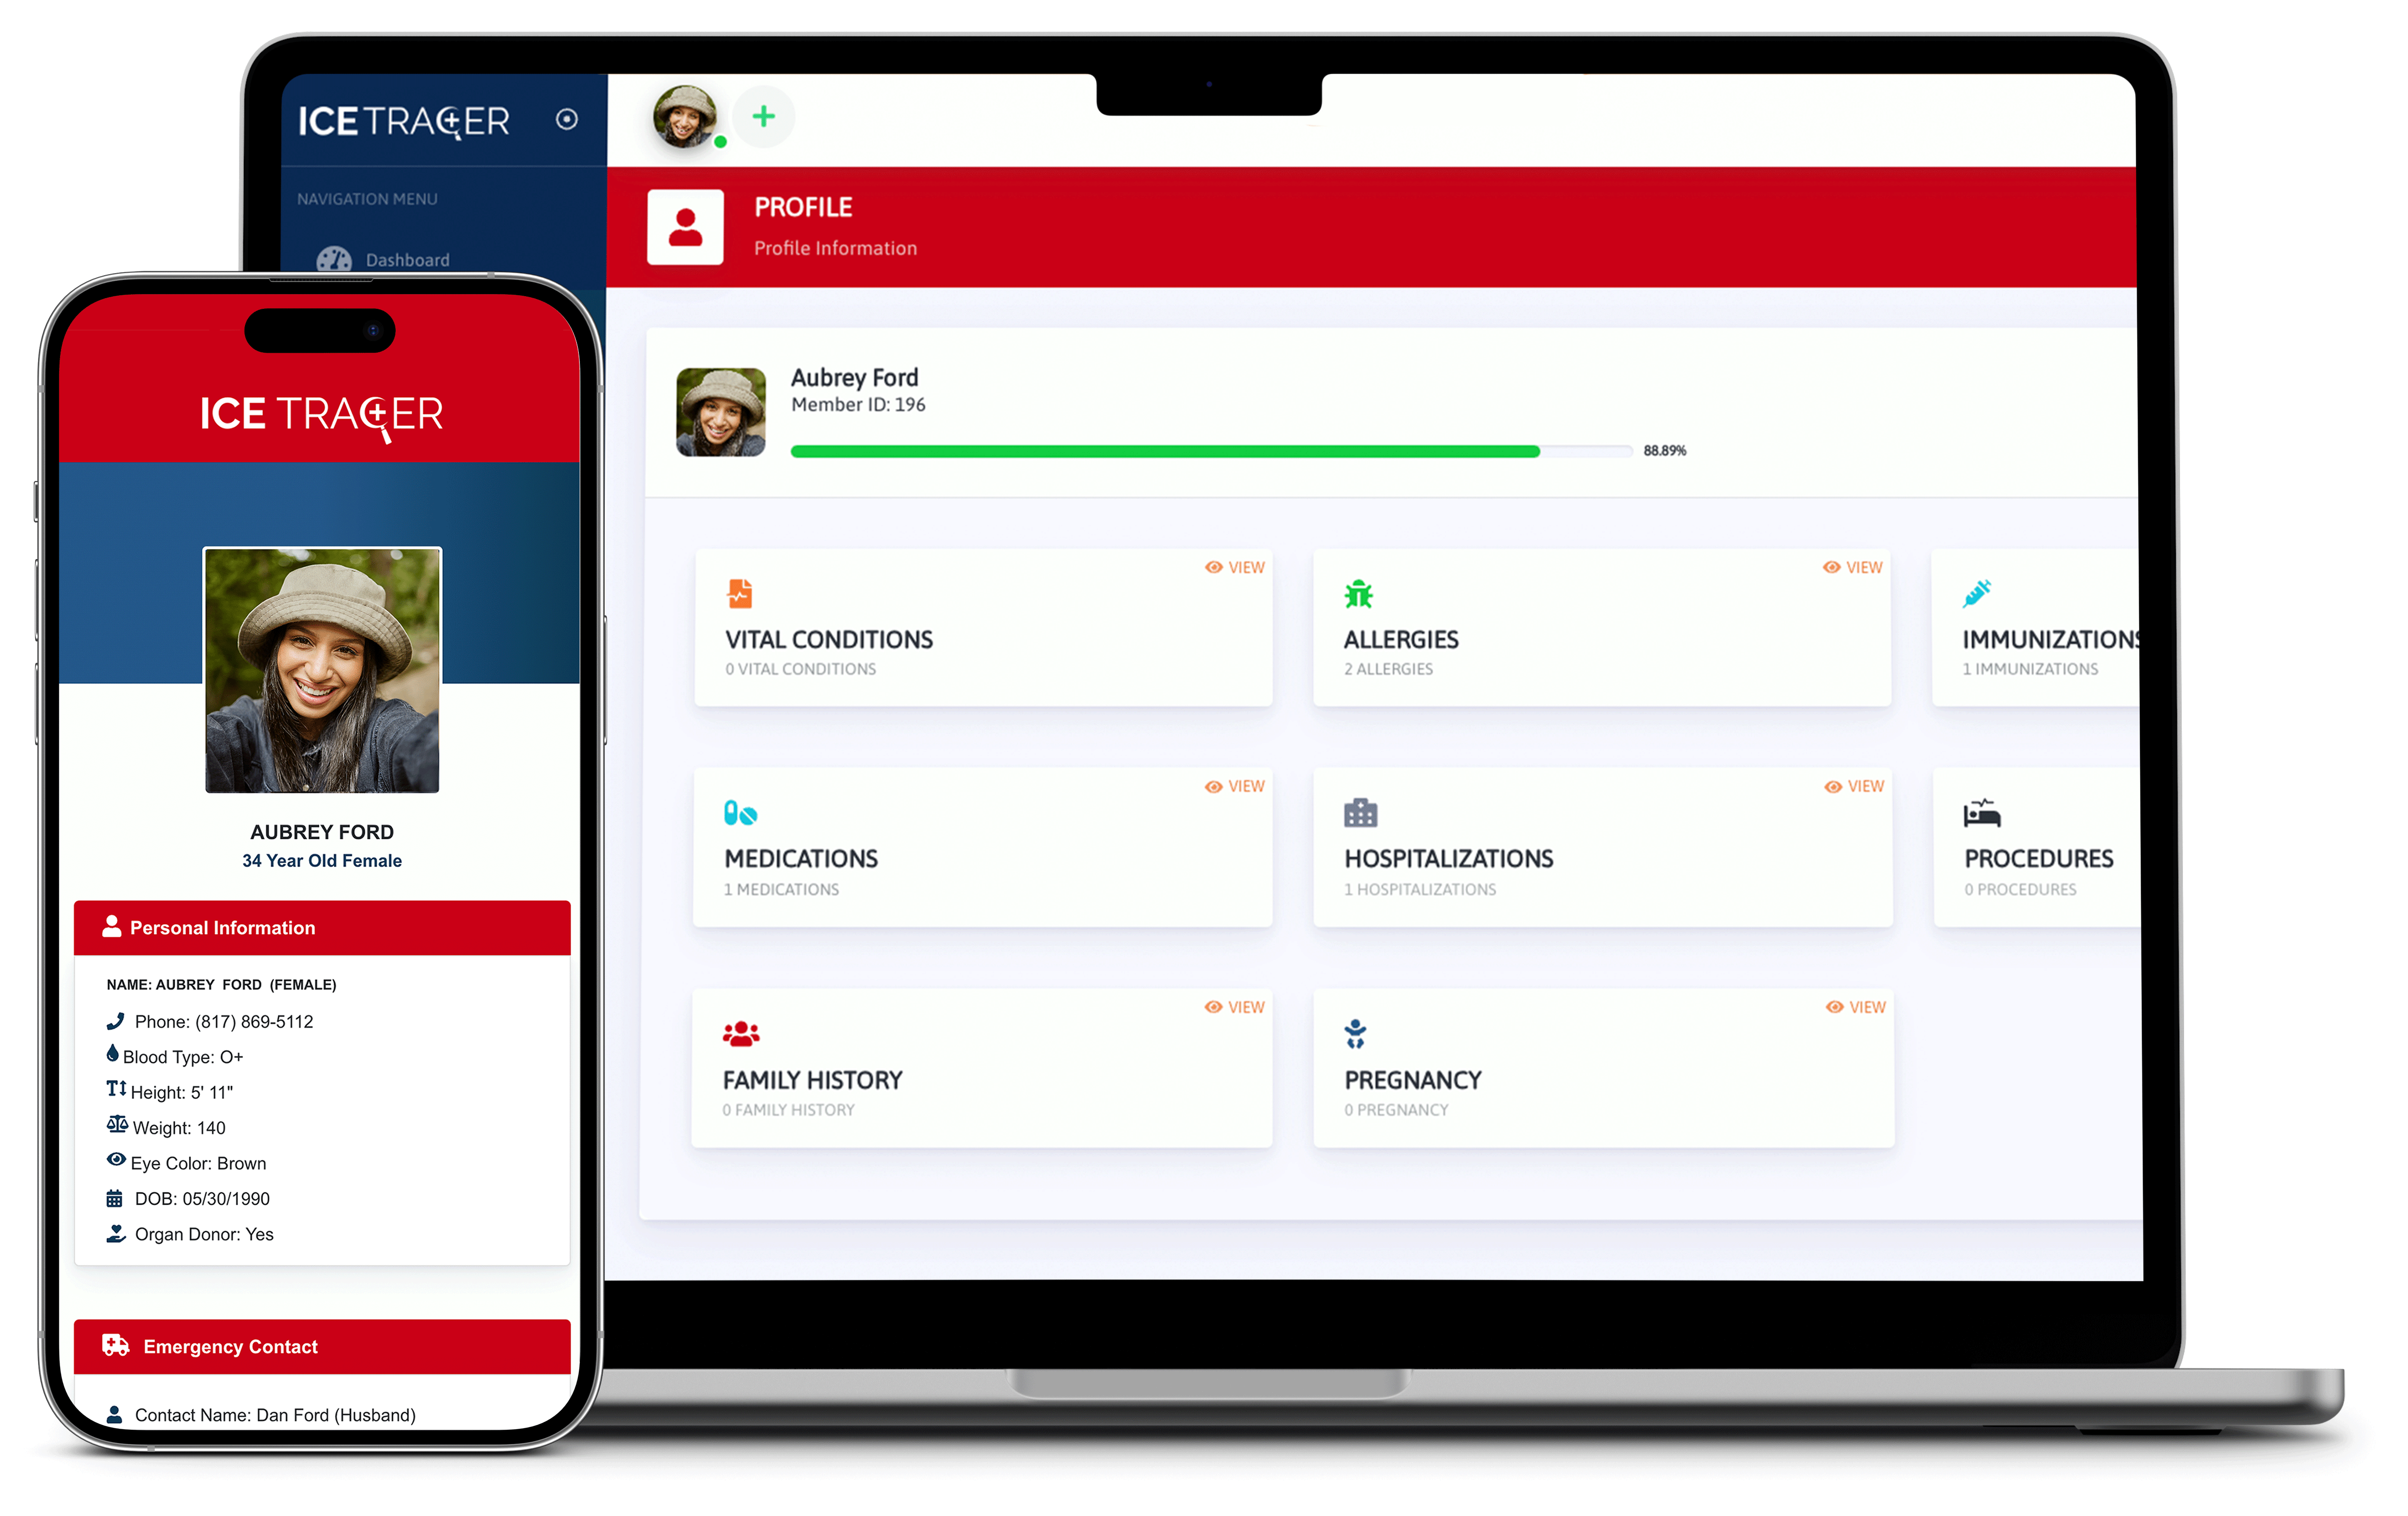 ICE TRACER
NAVIGATION MENU
Dashboard
PROFILE
Profile Information
Aubrey Ford
Member ID: 196
88.89%
VIEW
VITAL CONDITIONS
0 VITAL CONDITIONS
VIEW
ALLERGIES
2 ALLERGIES
IMMUNIZATIONS
1 IMMUNIZATIONS
VIEW
MEDICATIONS
1 MEDICATIONS
VIEW
HOSPITALIZATIONS
1 HOSPITALIZATIONS
PROCEDURES
0 PROCEDURES
VIEW
FAMILY HISTORY
0 FAMILY HISTORY
VIEW
PREGNANCY
0 PREGNANCY
ICE TRACER
AUBREY FORD
34 Year Old Female
Personal Information
NAME: AUBREY FORD (FEMALE)
Phone: (817) 869-5112
Blood Type: O+
Height: 5' 11"
Weight: 140
Eye Color: Brown
DOB: 05/30/1990
Organ Donor: Yes
Emergency Contact
Contact Name: Dan Ford (Husband)